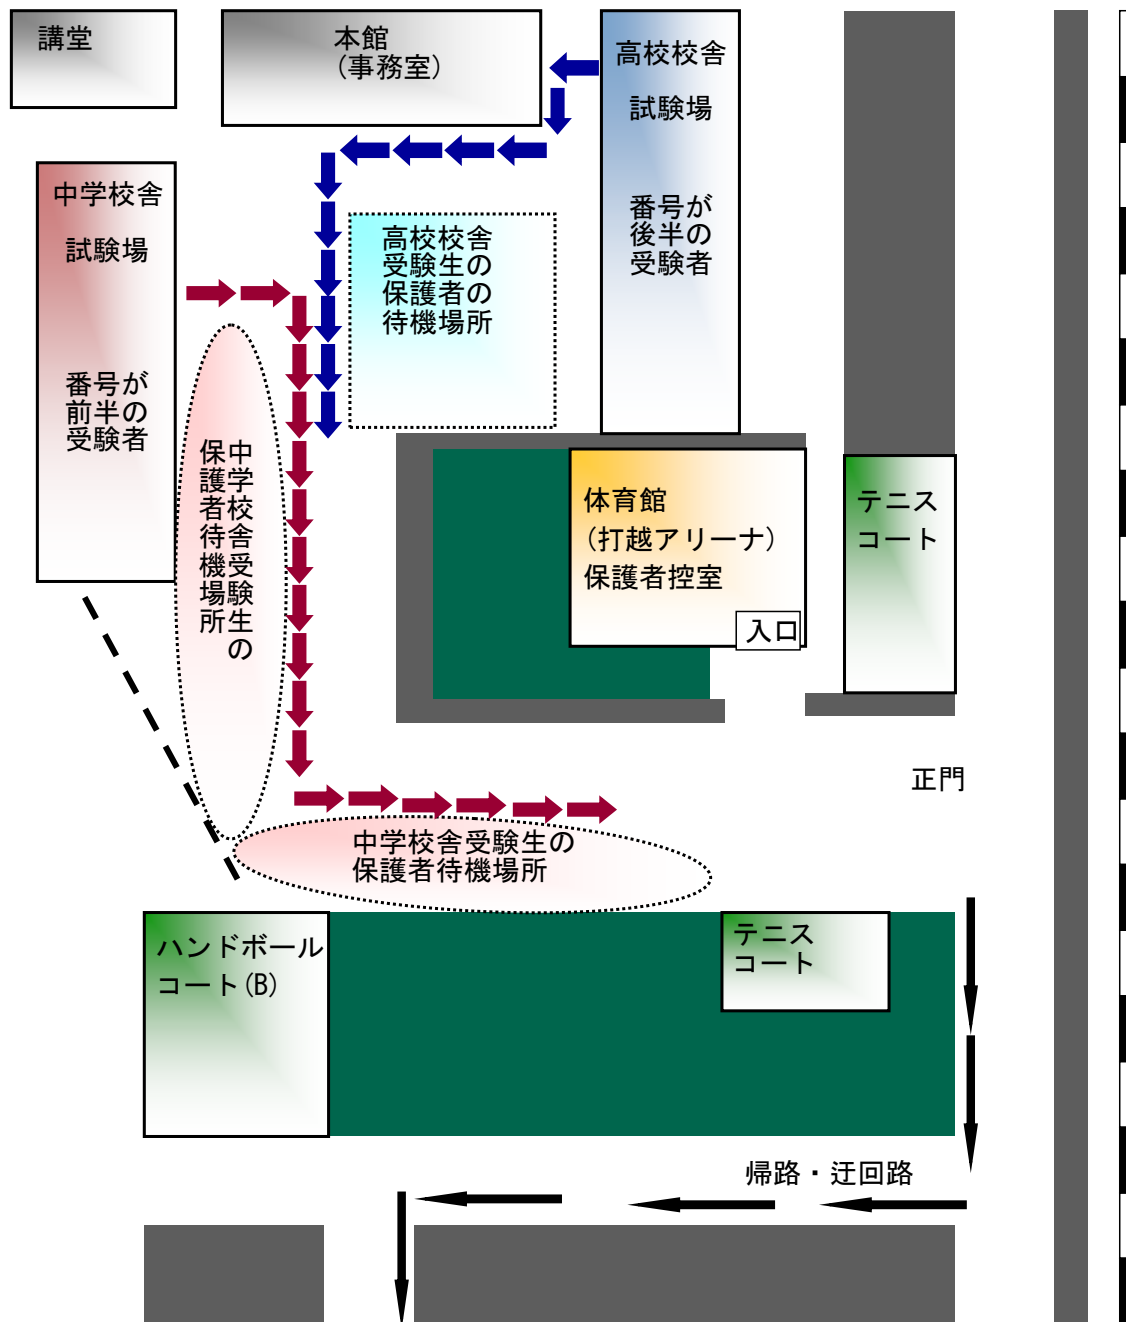 講堂
本館
(事務室)
高校校舎
試験場
番号が
後半の
受験者
中学校舎
試験場
番号が
前半の
受験者
高校校舎
受験生の
保護者の
待機場所
中学校舎受験生の
保護者待機場所
体育館
(打越アリーナ)
保護者控室
入口
テニス
コート
正門
中学校舎受験生の
保護者待機場所
ハンドボール
コート(B)
テニス
コート
帰路・迂回路